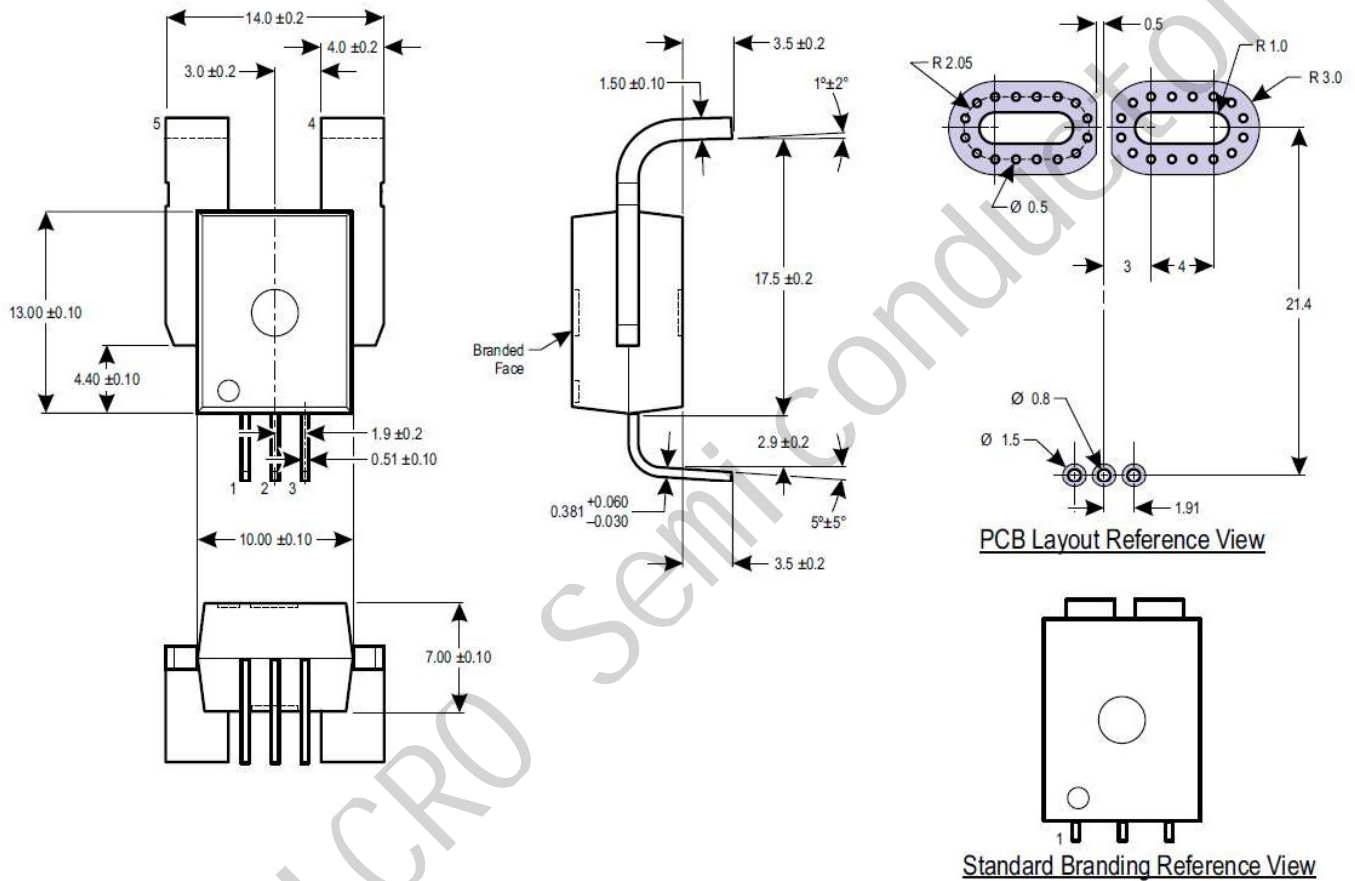 14.0 ±0.2
4.0 ±0.2
3.0 ±0.2
5
4
13.00 ±0.10
4.40 ±0.10
1.9 ±0.2
0.51 ±0.10
1 2 3
10.00 ±0.10
7.00 ±0.10
3.5 ±0.2
1.50 ±0.10
1°±2°
17.5 ±0.2
Branded
Face
2.9 ±0.2
0.381 +0.060
–0.030
5°±5°
3.5 ±0.2
0.5
R 2.05
R 1.0
R 3.0
Ø 0.5
3
4
21.4
Ø 0.8
Ø 1.5
1.91
PCB Layout Reference View
1
Standard Branding Reference View
CRO Semi conductor